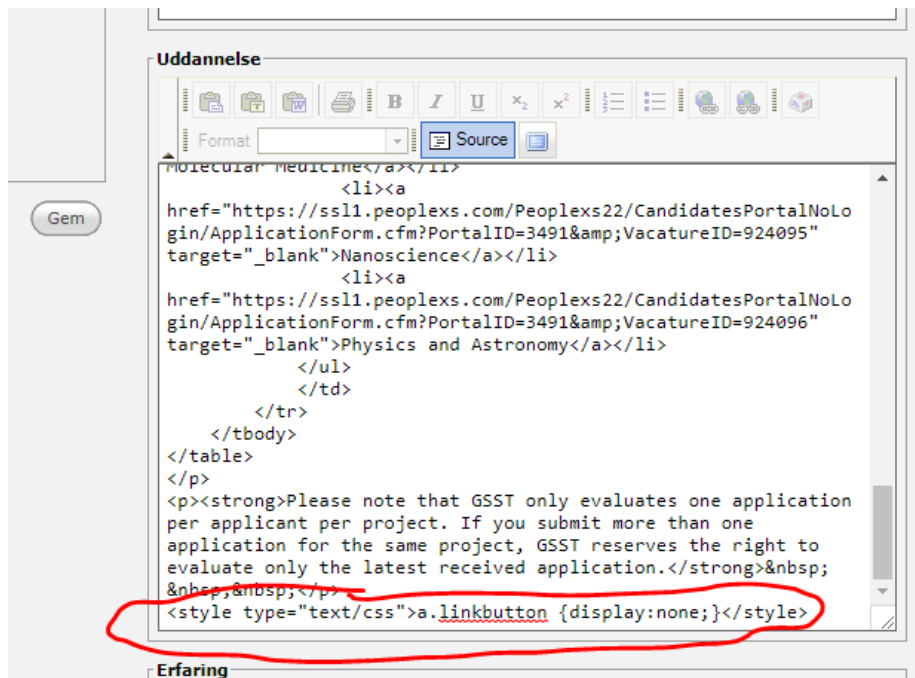 Uddannelse
B I U x₂ x²
Format Source
Molecular Medicine</a></li>
<li><a
href="https://ssl1.peoplexs.com/Peoplexs22/CandidatesPortalNoLo
gin/ApplicationForm.cfm?PortalID=3491&amp;VacatureID=924095"
target="_blank">Nanoscience</a></li>
<li><a
href="https://ssl1.peoplexs.com/Peoplexs22/CandidatesPortalNoLo
gin/ApplicationForm.cfm?PortalID=3491&amp;VacatureID=924096"
target="_blank">Physics and Astronomy</a></li>
</ul>
</td>
</tr>
</tbody>
</table>
</p>
<p><strong>Please note that GSST only evaluates one application
per applicant per project. If you submit more than one
application for the same project, GSST reserves the right to
evaluate only the latest received application.</strong>&nbsp;
&nbsp;&nbsp;</p>
<style type="text/css">a.linkbutton {display:none;}</style>
Gem
Erfaring